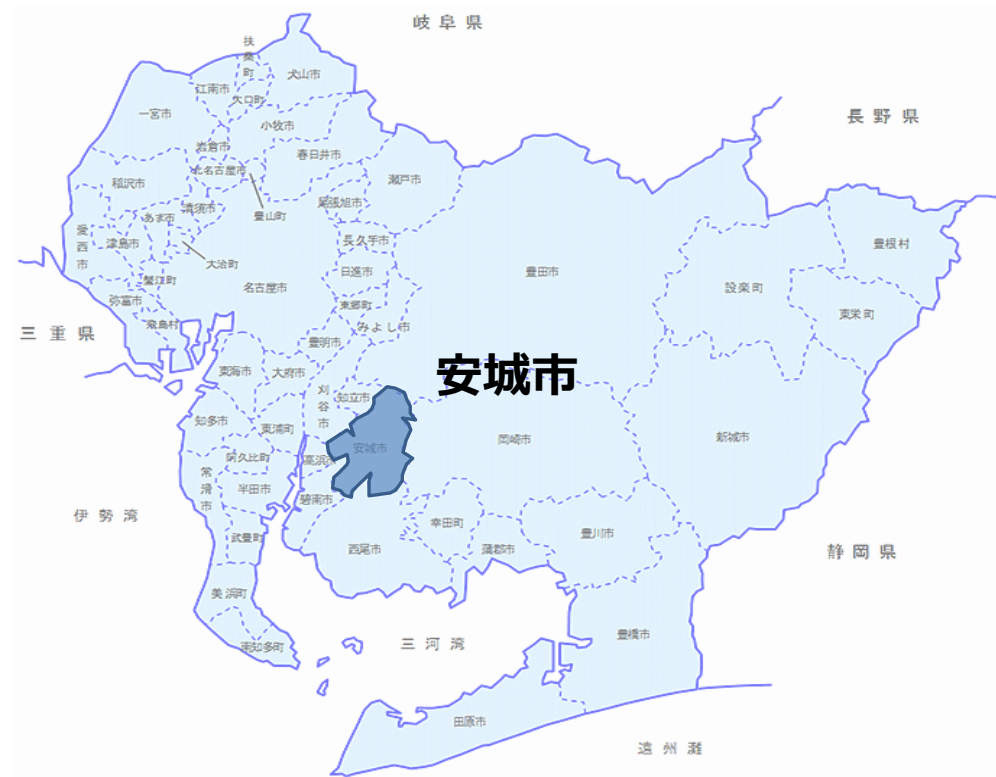 岐阜県
扶桑町
犬山市
江南市
大口町
一宮市
長野県
小牧市
岩倉市
春日井市
北名古屋市
瀬戸市
稲沢市
尾張旭市
清須市
あま市
豊山町
愛西市
津島市
長久手市
豊根村
大治町
日進市
豊田市
蟹江町
名古屋市
設楽町
弥富市
東郷町
東栄町
飛島村
みよし市
三重県
豊明市
東海市
大府市
安城市
刈谷市
知立市
知多市
東浦町
岡崎市
新城市
安城市
阿久比町
高浜市
常滑市
半田市
碧南市
伊勢湾
幸田町
豊川市
武豊町
西尾市
蒲郡市
静岡県
美浜町
豊橋市
南知多町
三河湾
田原市
遠州灘